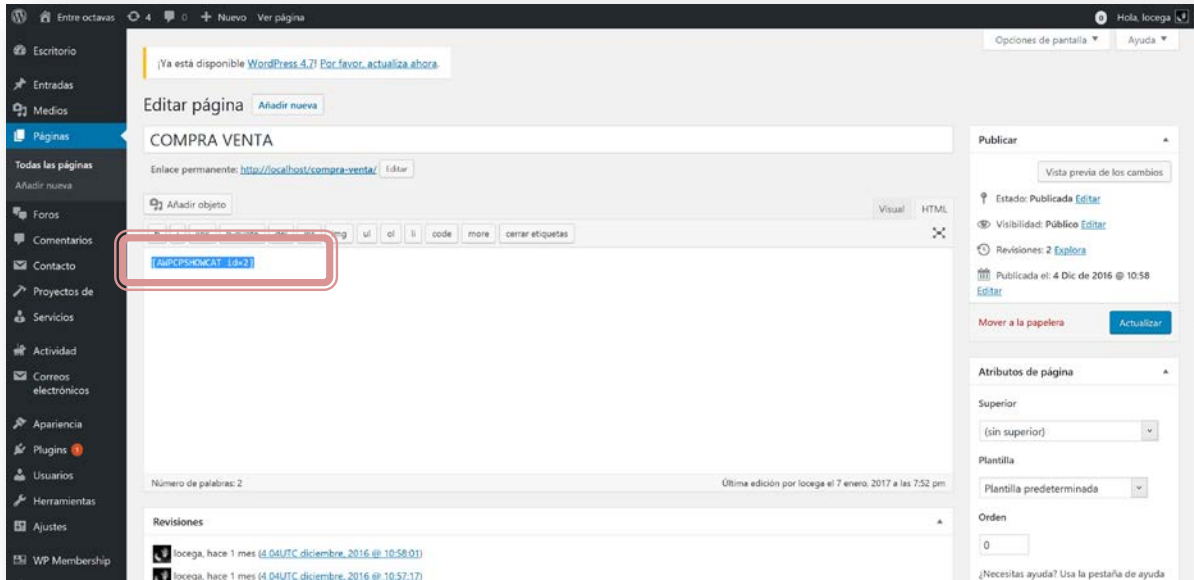 Entre octavas 4 0 + Nuevo Ver página 0 Hola, locega
Opciones de pantalla ▼ Ayuda ▼
Escritorio
Entradas
Medios
Páginas
Todas las páginas
Añadir nueva
Foros
Comentarios
Contacto
Proyectos de
Servicios
Actividad
Correos
electrónicos
Apariencia
Plugins 1
Usuarios
Herramientas
Ajustes
WP Membership
¡Ya está disponible WordPress 4.7! Por favor, actualiza ahora.
Editar página Añadir nueva
COMPRA VENTA
Enlace permanente: http://localhost/compra-venta/ Editar
Añadir objeto
Visual HTML
img ul ol li code more cerrar etiquetas
[AWPCPSHOWCAT id=2]
Número de palabras: 2 Última edición por locega el 7 enero, 2017 a las 7:52 pm
Revisiones
locega, hace 1 mes (4 04UTC diciembre, 2016 @ 10:58:01)
locega, hace 1 mes (4 04UTC diciembre, 2016 @ 10:57:17)
Publicar
Vista previa de los cambios
Estado: Publicada Editar
Visibilidad: Público Editar
Revisiones: 2 Explora
Publicada el: 4 Dic de 2016 @ 10:58
Editar
Mover a la papelera Actualizar
Atributos de página
Superior
(sin superior)
Plantilla
Plantilla predeterminada
Orden
0
¿Necesitas ayuda? Usa la pestaña de ayuda